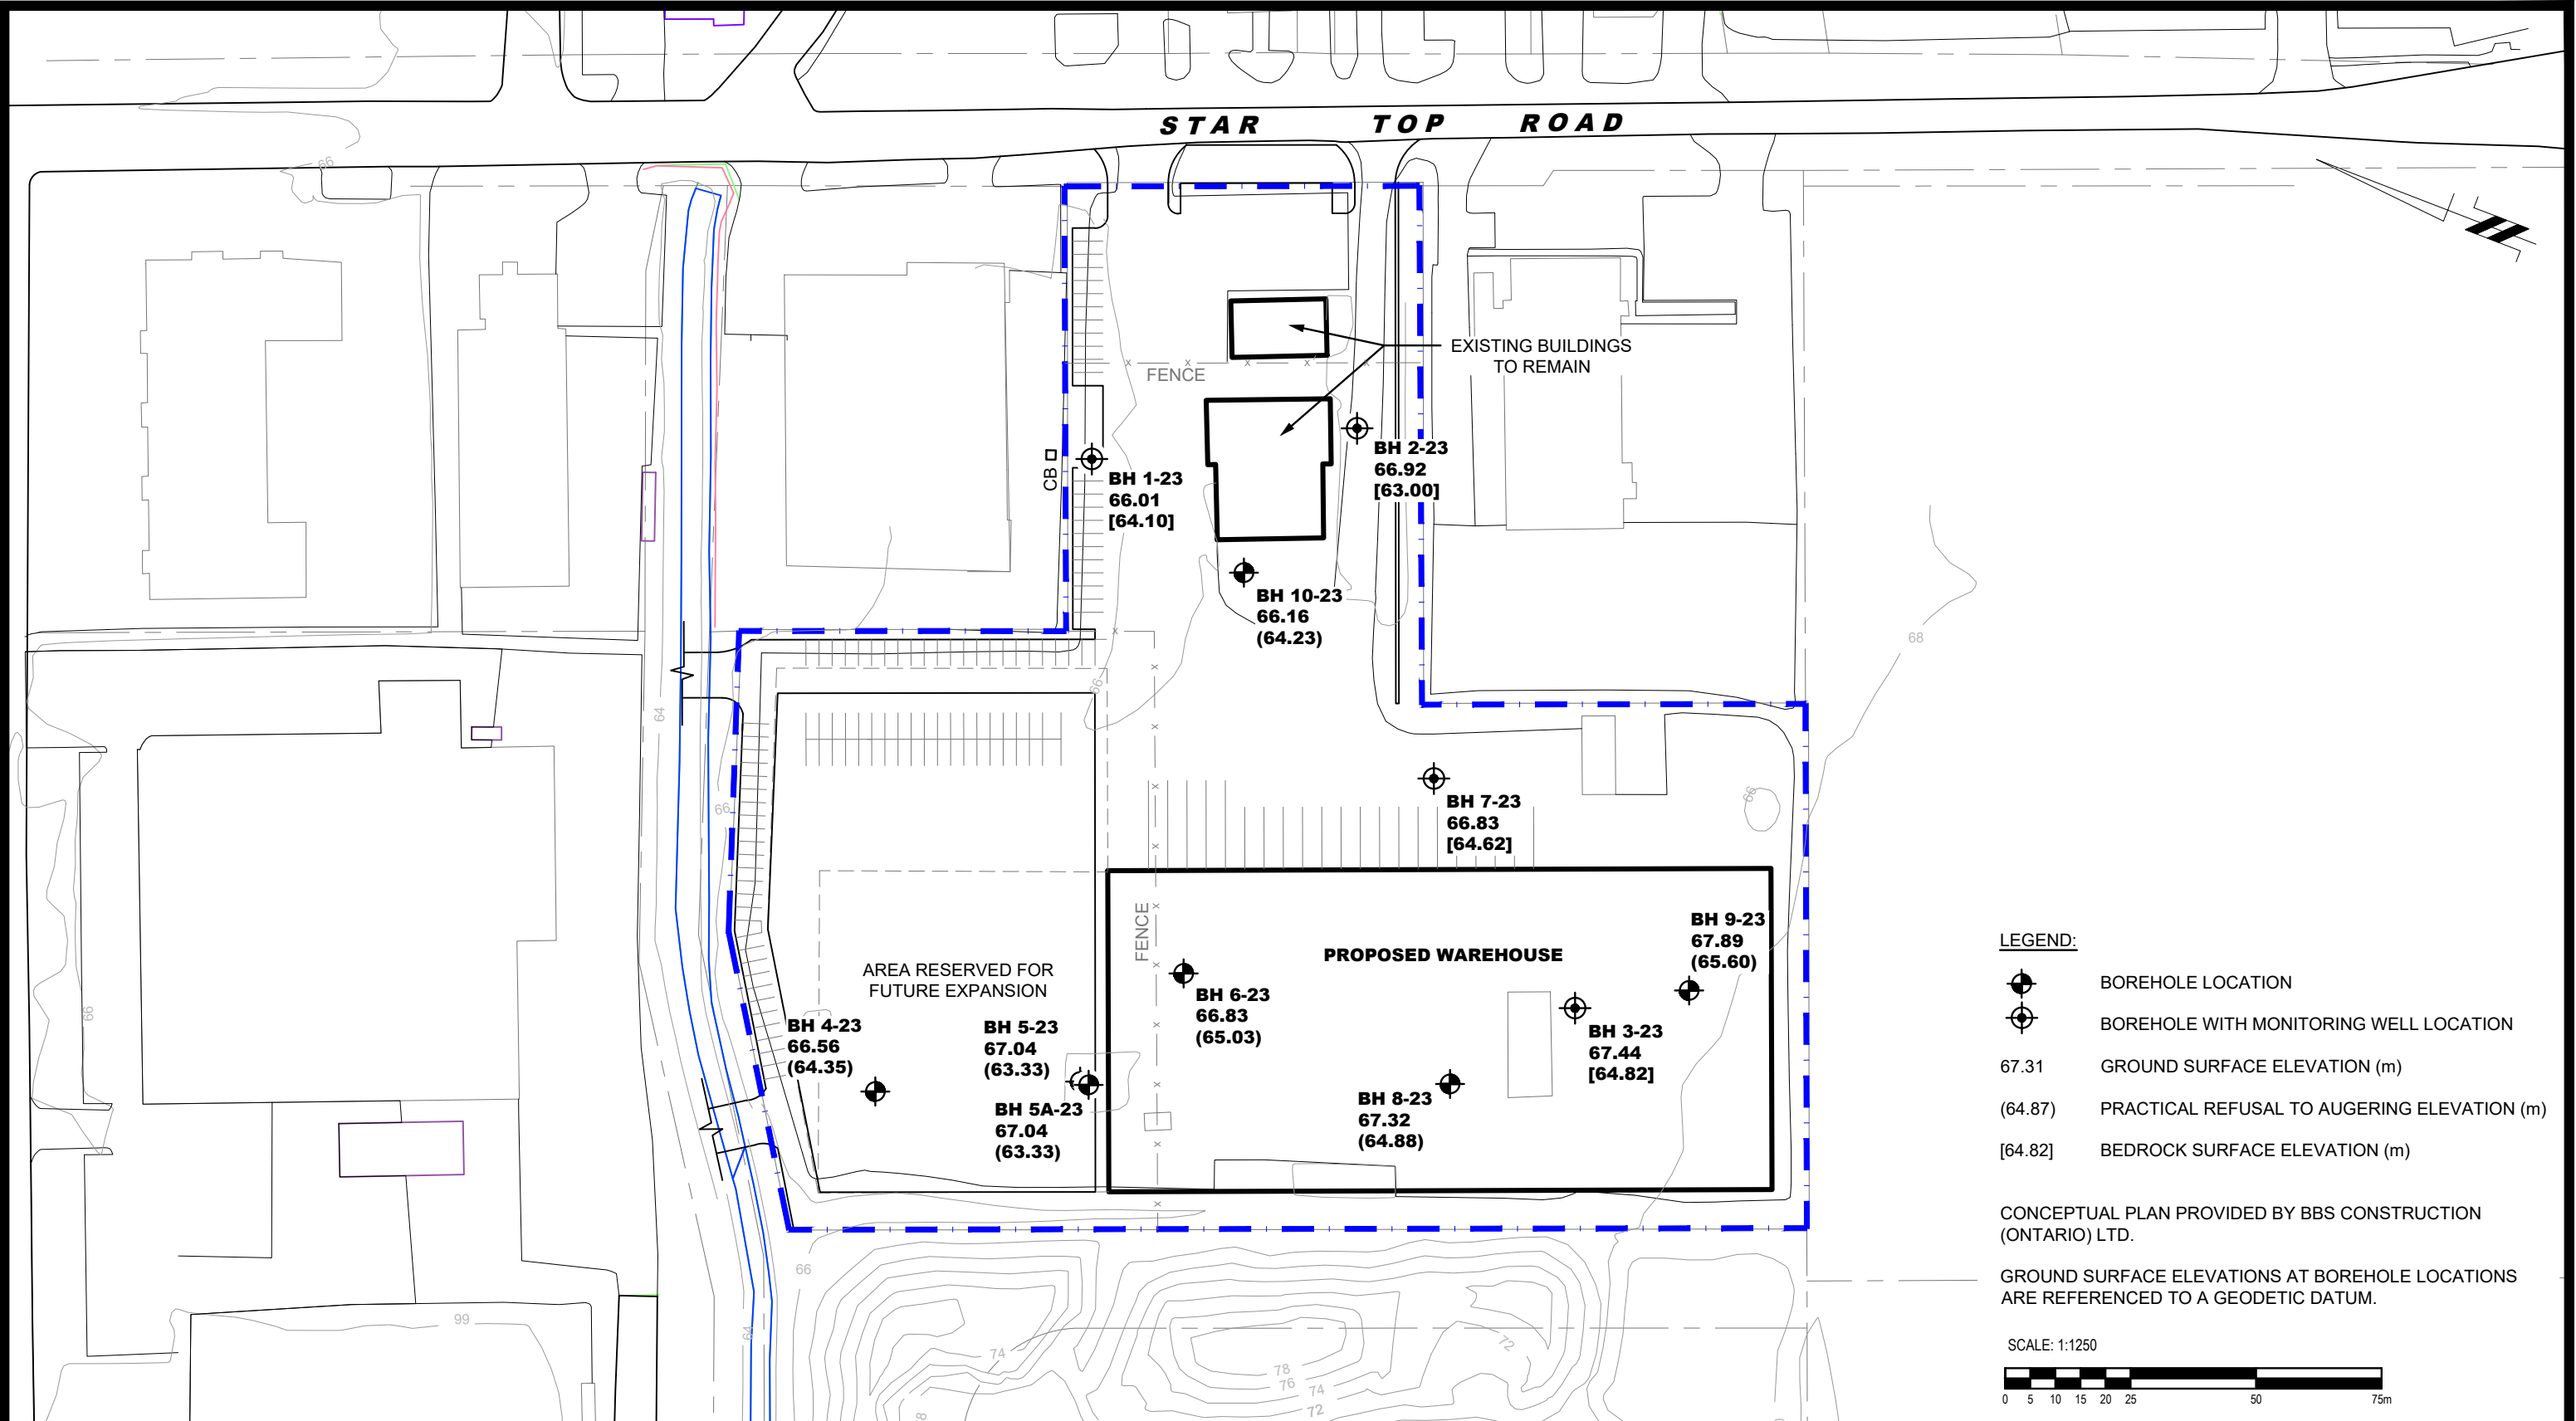 STAR TOP ROAD
66
EXISTING BUILDINGS
TO REMAIN
FENCE
BH 2-23
66.92
[63.00]
CB
BH 1-23
66.01
[64.10]
BH 10-23
66.16
(64.23)
68
66
64
66
66
BH 7-23
66.83
[64.62]
FENCE
BH 9-23
67.89
(65.60)
PROPOSED WAREHOUSE
AREA RESERVED FOR
FUTURE EXPANSION
BH 6-23
66.83
(65.03)
BH 4-23
66.56
(64.35)
BH 5-23
67.04
(63.33)
BH 3-23
67.44
[64.82]
BH 5A-23
67.04
(63.33)
BH 8-23
67.32
(64.88)
66
66
99
64
74
78
76
74
72
72
LEGEND:
BOREHOLE LOCATION
BOREHOLE WITH MONITORING WELL LOCATION
67.31 GROUND SURFACE ELEVATION (m)
(64.87) PRACTICAL REFUSAL TO AUGERING ELEVATION (m)
[64.82] BEDROCK SURFACE ELEVATION (m)
CONCEPTUAL PLAN PROVIDED BY BBS CONSTRUCTION
(ONTARIO) LTD.
GROUND SURFACE ELEVATIONS AT BOREHOLE LOCATIONS
ARE REFERENCED TO A GEODETIC DATUM.
SCALE: 1:1250
0 5 10 15 20 25 50 75m